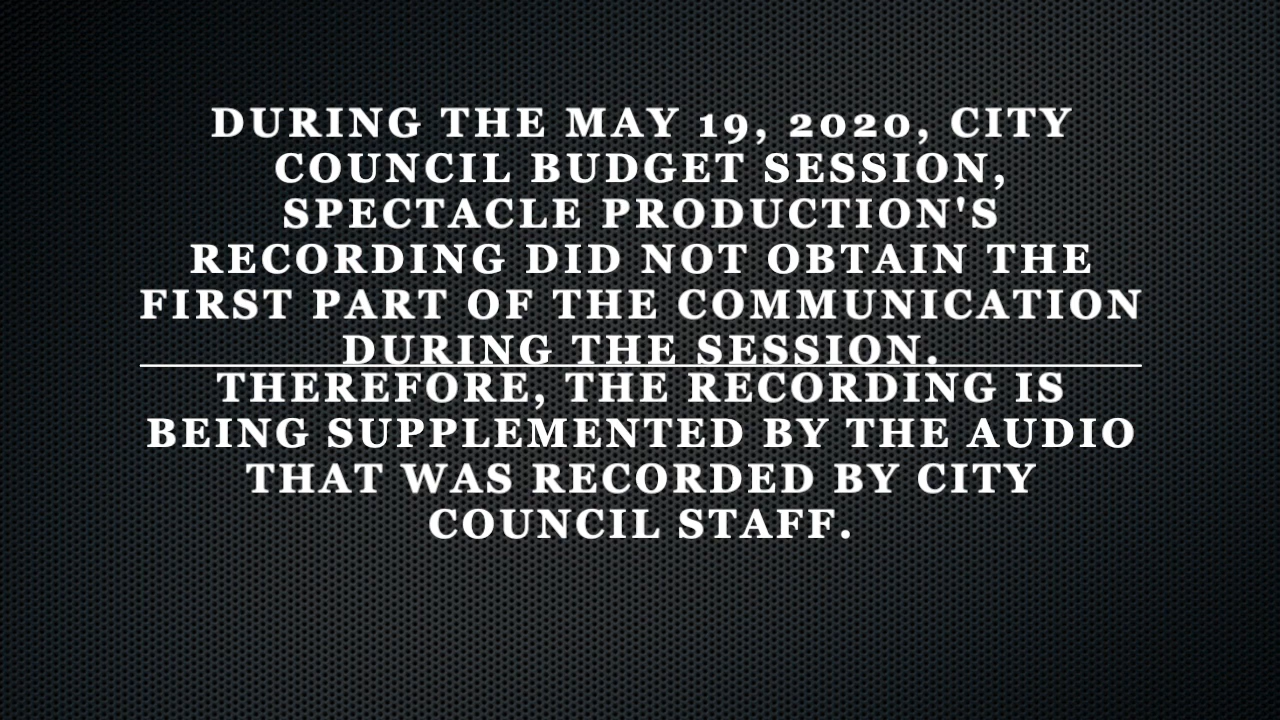 DURING THE MAY 19, 2020, CITY
COUNCIL BUDGET SESSION,
SPECTACLE PRODUCTION'S
RECORDING DID NOT OBTAIN THE
FIRST PART OF THE COMMUNICATION
DURING THE SESSION.
THEREFORE, THE RECORDING IS
BEING SUPPLEMENTED BY THE AUDIO
THAT WAS RECORDED BY CITY
COUNCIL STAFF.